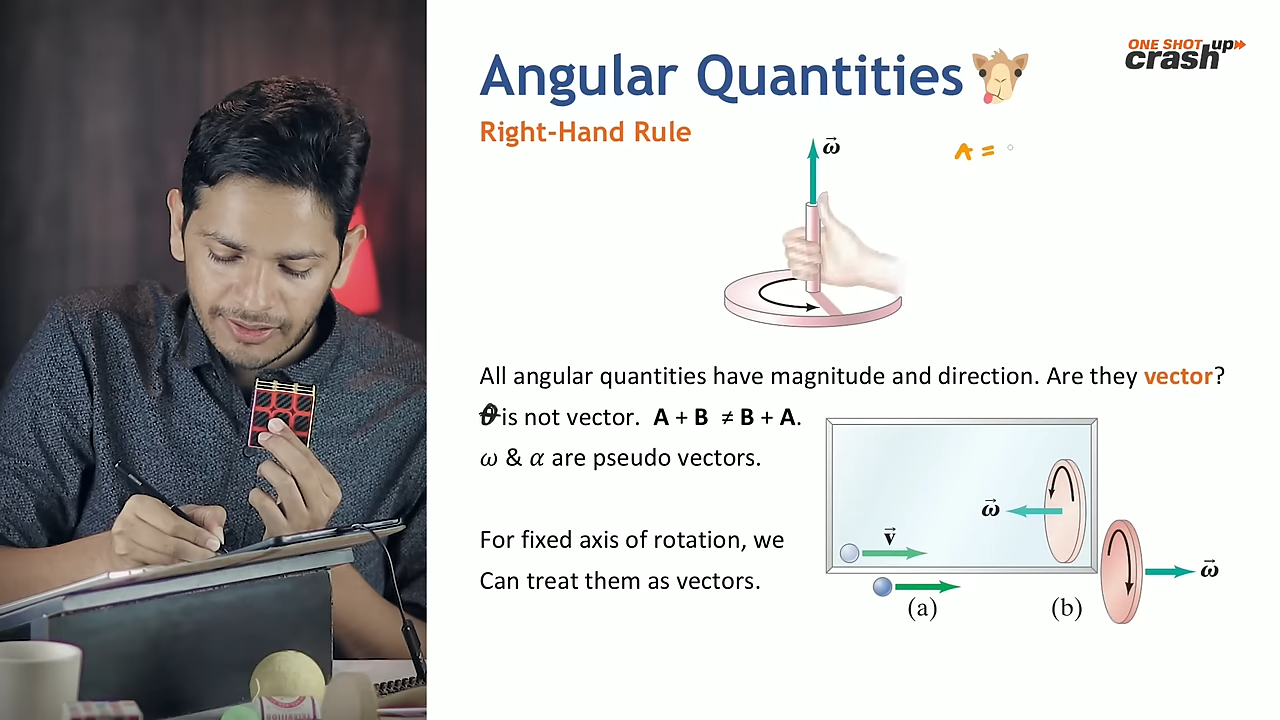 ONE SHOT up
crash
Angular Quantities
Right-Hand Rule
ω⃗
A =
All angular quantities have magnitude and direction. Are they vector?
θ is not vector. A + B ≠ B + A.
ω & α are pseudo vectors.
ω⃗
v⃗
For fixed axis of rotation, we
ω⃗
Can treat them as vectors.
(a)
(b)